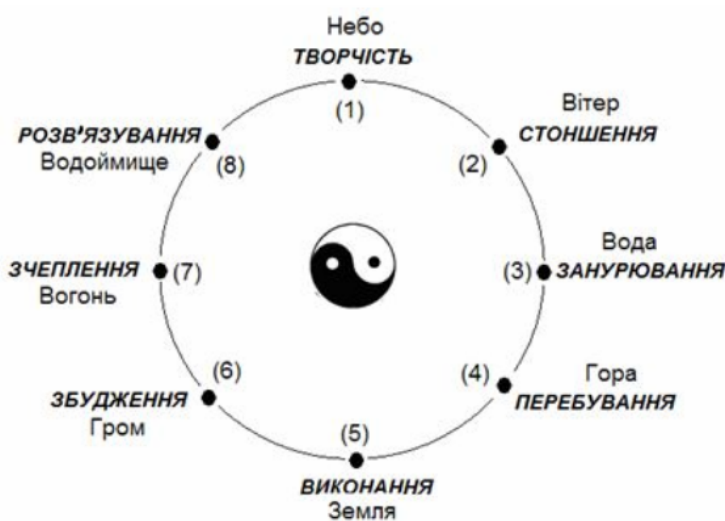 Небо
ТВОРЧІСТЬ
(1)
Вітер
СТОНШЕННЯ
(2)
Вода
(3)
ЗАНУРЮВАННЯ
(4)
Гора
ПЕРЕБУВАННЯ
(5)
ВИКОНАННЯ
Земля
(6)
ЗБУДЖЕННЯ
Гром
ЗЧЕПЛЕННЯ
(7)
Вогонь
РОЗВ'ЯЗУВАННЯ
Водоймище
(8)